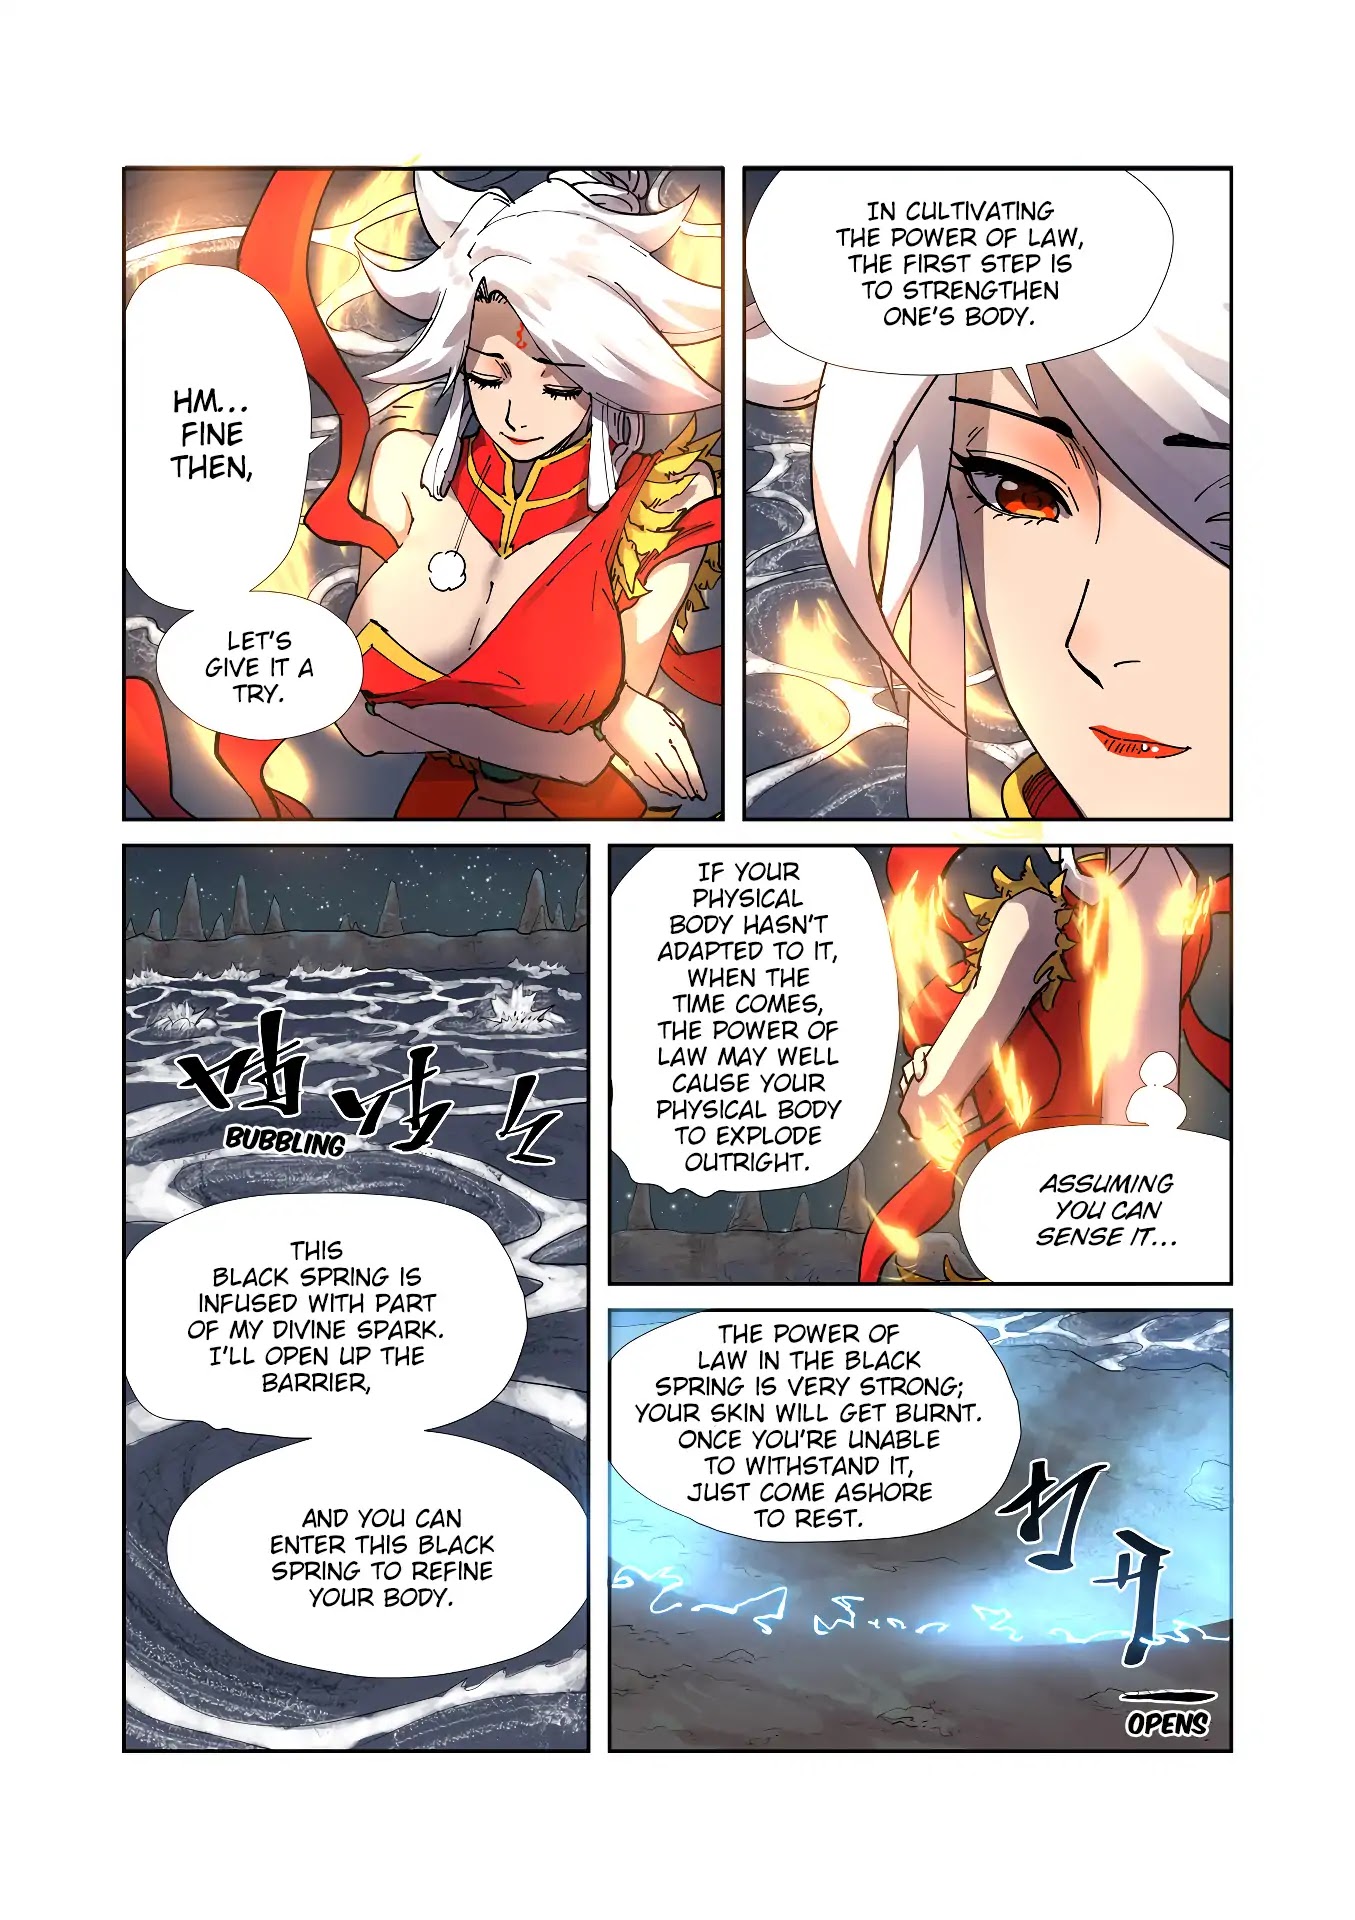 HM...
FINE
THEN,
LET'S
GIVE IT A
TRY.
IN CULTIVATING
THE POWER OF LAW,
THE FIRST STEP IS
TO STRENGTHEN
ONE'S BODY.
BUBBLING
THIS
BLACK SPRING IS
INFUSED WITH PART
OF MY DIVINE SPARK.
I'LL OPEN UP THE
BARRIER,
AND YOU CAN
ENTER THIS BLACK
SPRING TO REFINE
YOUR BODY.
IF YOUR
PHYSICAL
BODY HASN'T
ADAPTED TO IT,
WHEN THE
TIME COMES,
THE POWER OF
LAW MAY WELL
CAUSE YOUR
PHYSICAL BODY
TO EXPLODE
OUTRIGHT.
ASSUMING
YOU CAN
SENSE IT...
THE POWER OF
LAW IN THE BLACK
SPRING IS VERY STRONG;
YOUR SKIN WILL GET BURNT.
ONCE YOU'RE UNABLE
TO WITHSTAND IT,
JUST COME ASHORE
TO REST.
打开
OPENS